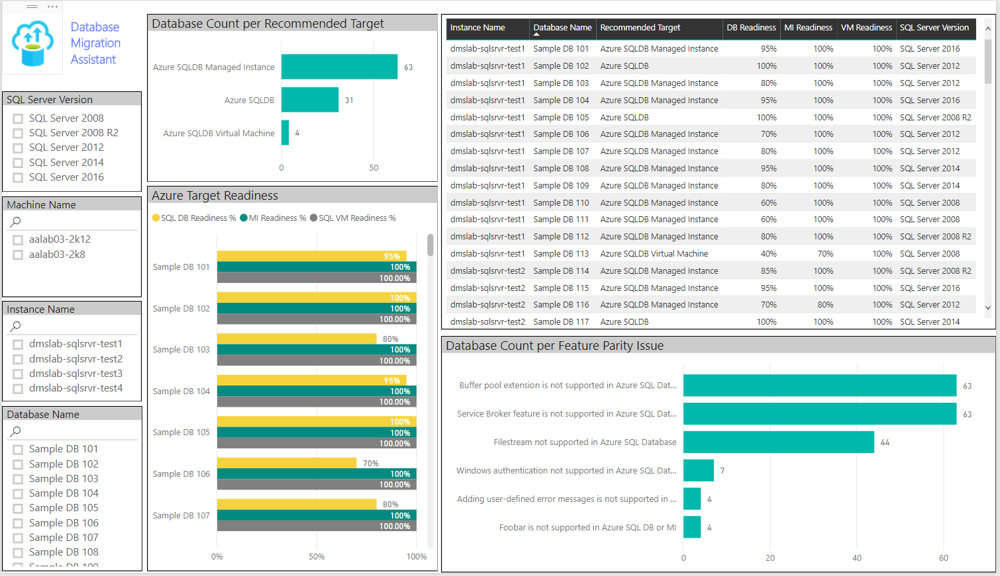 Database
Migration
Assistant
SQL Server Version
SQL Server 2008
SQL Server 2008 R2
SQL Server 2012
SQL Server 2014
SQL Server 2016
Machine Name
aalab03-2k12
aalab03-2k8
Instance Name
dmslab-sqlsrvr-test1
dmslab-sqlsrvr-test2
dmslab-sqlsrvr-test3
dmslab-sqlsrvr-test4
Database Name
Sample DB 101
Sample DB 102
Sample DB 103
Sample DB 104
Sample DB 105
Sample DB 106
Sample DB 107
Sample DB 108
Sample DB 109
Database Count per Recommended Target
Azure SQLDB Managed Instance 63
Azure SQLDB 31
Azure SQLDB Virtual Machine 4
0 50
Azure Target Readiness
SQL DB Readiness % MI Readiness % SQL VM Readiness %
95%
Sample DB 101 100%
100.00%
100%
Sample DB 102 100%
100.00%
80%
Sample DB 103 100%
100.00%
95%
Sample DB 104 100%
100.00%
100%
Sample DB 105 100%
100.00%
70%
Sample DB 106 100%
100.00%
80%
Sample DB 107 100%
100.00%
0% 50% 100%
Instance Name Database Name Recommended Target DB Readiness MI Readiness VM Readiness SQL Server Version
dmslab-sqlsrvr-test1 Sample DB 101 Azure SQLDB Managed Instance 95% 100% 100% SQL Server 2016
dmslab-sqlsrvr-test1 Sample DB 102 Azure SQLDB 100% 100% 100% SQL Server 2012
dmslab-sqlsrvr-test1 Sample DB 103 Azure SQLDB Managed Instance 80% 100% 100% SQL Server 2012
dmslab-sqlsrvr-test1 Sample DB 104 Azure SQLDB Managed Instance 95% 100% 100% SQL Server 2016
dmslab-sqlsrvr-test1 Sample DB 105 Azure SQLDB 100% 100% 100% SQL Server 2008 R2
dmslab-sqlsrvr-test1 Sample DB 106 Azure SQLDB Managed Instance 70% 100% 100% SQL Server 2012
dmslab-sqlsrvr-test1 Sample DB 107 Azure SQLDB Managed Instance 80% 100% 100% SQL Server 2012
dmslab-sqlsrvr-test1 Sample DB 108 Azure SQLDB Managed Instance 95% 100% 100% SQL Server 2014
dmslab-sqlsrvr-test1 Sample DB 109 Azure SQLDB Managed Instance 80% 100% 100% SQL Server 2014
dmslab-sqlsrvr-test1 Sample DB 110 Azure SQLDB Managed Instance 60% 100% 100% SQL Server 2008
dmslab-sqlsrvr-test1 Sample DB 111 Azure SQLDB Managed Instance 60% 100% 100% SQL Server 2008
dmslab-sqlsrvr-test1 Sample DB 112 Azure SQLDB Managed Instance 80% 100% 100% SQL Server 2008 R2
dmslab-sqlsrvr-test1 Sample DB 113 Azure SQLDB Virtual Machine 40% 70% 100% SQL Server 2008
dmslab-sqlsrvr-test2 Sample DB 114 Azure SQLDB Managed Instance 85% 100% 100% SQL Server 2008 R2
dmslab-sqlsrvr-test2 Sample DB 115 Azure SQLDB Managed Instance 95% 100% 100% SQL Server 2016
dmslab-sqlsrvr-test2 Sample DB 116 Azure SQLDB Managed Instance 70% 80% 100% SQL Server 2012
dmslab-sqlsrvr-test2 Sample DB 117 Azure SQLDB 100% 100% 100% SQL Server 2014
Database Count per Feature Parity Issue
Buffer pool extension is not supported in Azure SQL Dat... 63
Service Broker feature is not supported in Azure SQL Dat... 63
Filestream not supported in Azure SQL Database 44
Windows authentication not supported in Azure SQL Dat... 7
Adding user-defined error messages is not supported in ... 4
Foobar is not supported in Azure SQL DB or MI 4
0 20 40 60